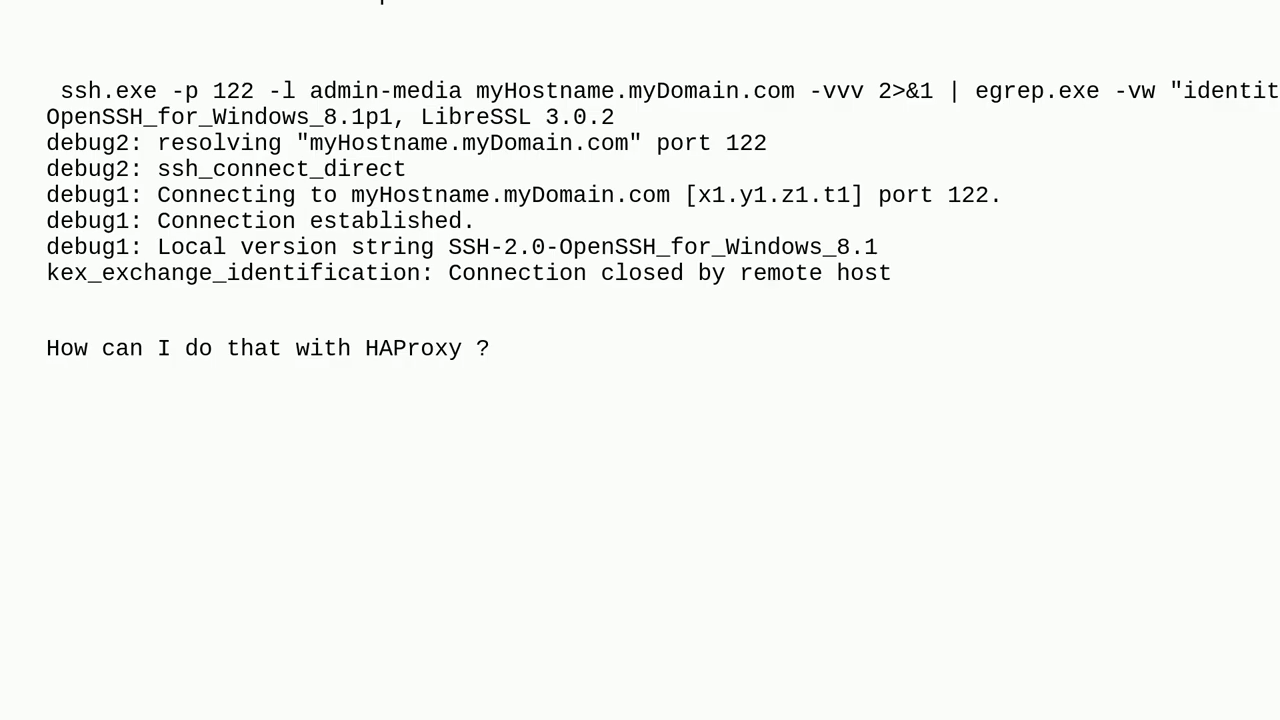 ssh.exe -p 122 -l admin-media myHostname.myDomain.com -vvv 2>&1 | egrep.exe -vw "identit
OpenSSH_for_Windows_8.1p1, LibreSSL 3.0.2
debug2: resolving "myHostname.myDomain.com" port 122
debug2: ssh_connect_direct
debug1: Connecting to myHostname.myDomain.com [x1.y1.z1.t1] port 122.
debug1: Connection established.
debug1: Local version string SSH-2.0-OpenSSH_for_Windows_8.1
kex_exchange_identification: Connection closed by remote host
How can I do that with HAProxy ?